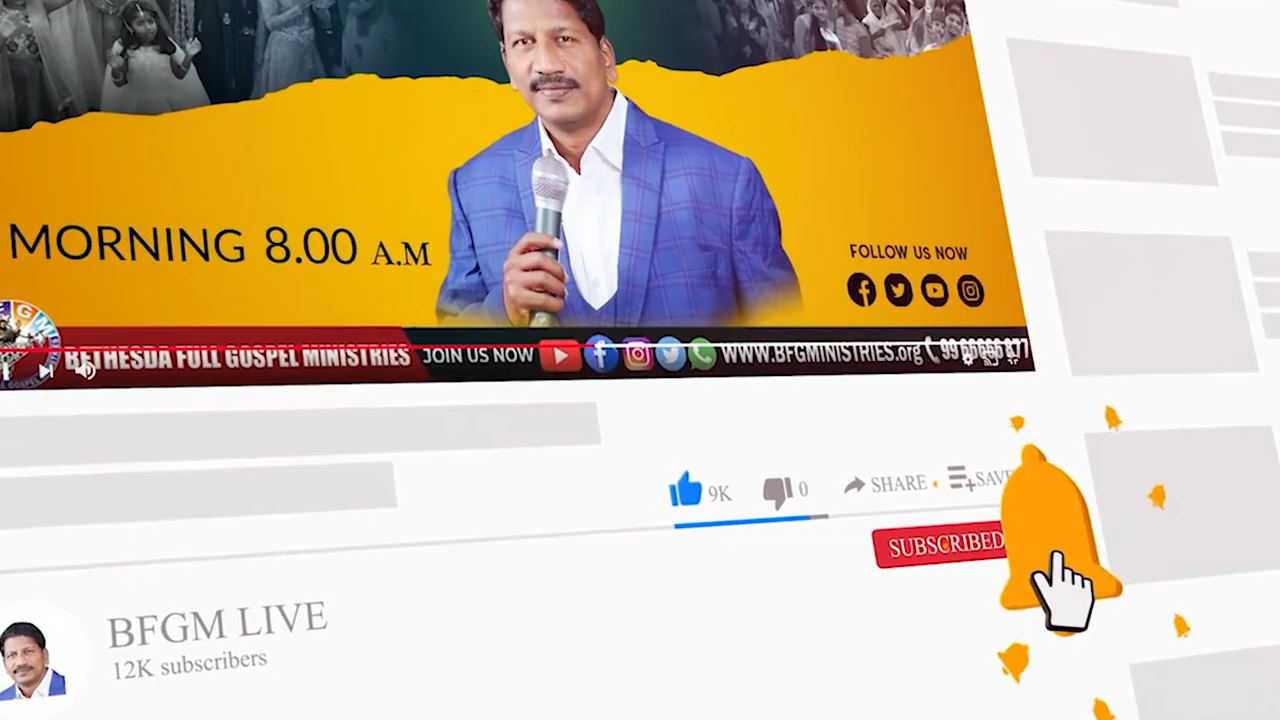 MORNING 8.00 A.M
FOLLOW US NOW
BETHESDA FULL GOSPEL MINISTRIES JOIN US NOW WWW.BFGMINISTRIES.org
9K 0 SHARE SAVE
SUBSCRIBED
BFGM LIVE
12K subscribers